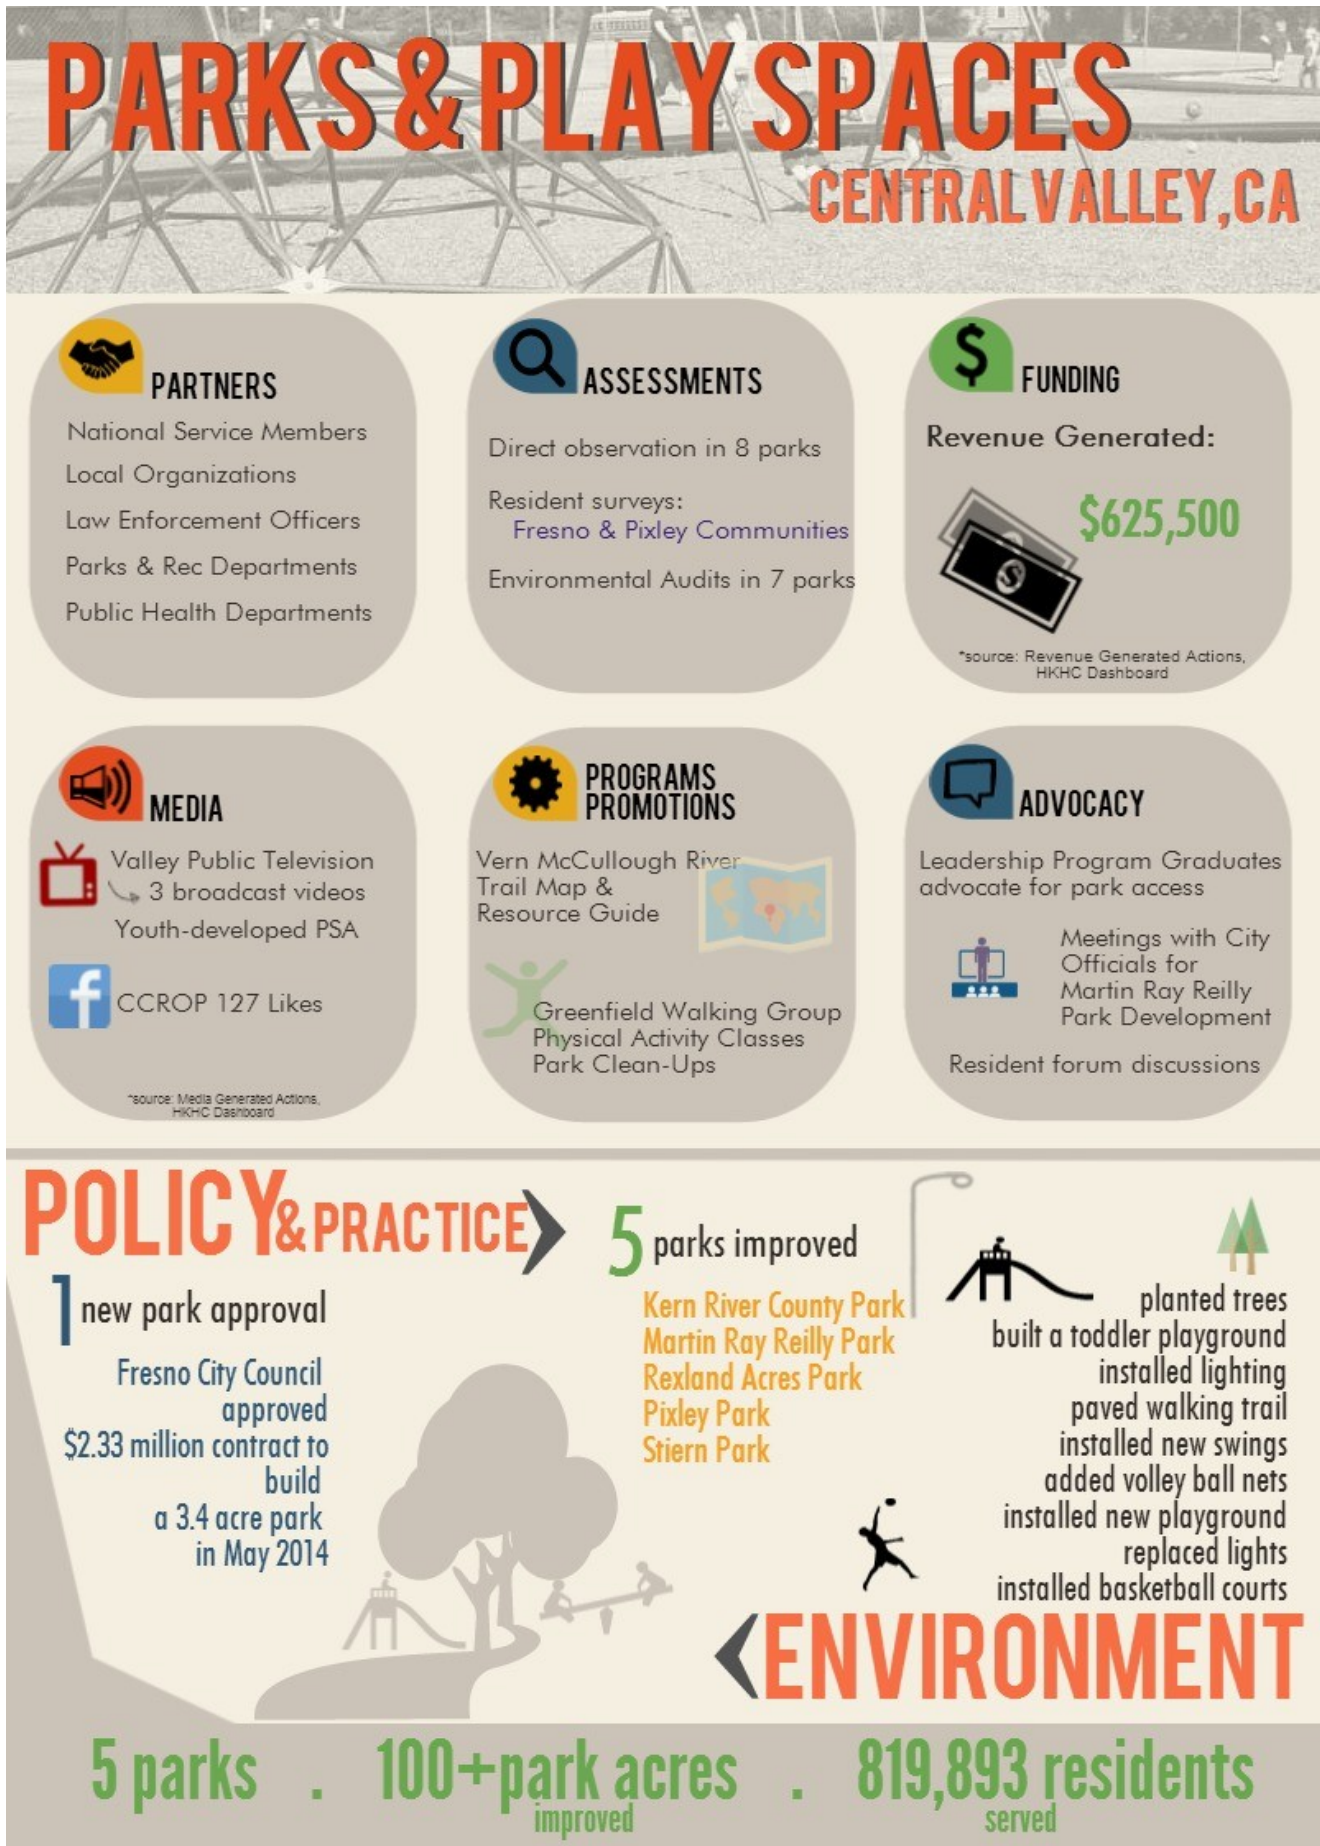 PARKS & PLAY SPACES
CENTRAL VALLEY, CA
PARTNERS
National Service Members
Local Organizations
Law Enforcement Officers
Parks & Rec Departments
Public Health Departments
ASSESSMENTS
Direct observation in 8 parks
Resident surveys:
Fresno & Pixley Communities
Environmental Audits in 7 parks
$
FUNDING
Revenue Generated:
$625,500
*source: Revenue Generated Actions,
HKHC Dashboard
MEDIA
Valley Public Television
3 broadcast videos
Youth-developed PSA
f
CCROP 127 Likes
*source: Media Generated Actions,
HKHC Dashboard
PROGRAMS
PROMOTIONS
Vern McCullough River
Trail Map &
Resource Guide
Greenfield Walking Group
Physical Activity Classes
Park Clean-Ups
ADVOCACY
Leadership Program Graduates
advocate for park access
Meetings with City
Officials for
Martin Ray Reilly
Park Development
Resident forum discussions
POLICY & PRACTICE
1 new park approval
Fresno City Council
approved
$2.33 million contract to
build
a 3.4 acre park
in May 2014
5 parks improved
Kern River County Park
Martin Ray Reilly Park
Rexland Acres Park
Pixley Park
Stiern Park
planted trees
built a toddler playground
installed lighting
paved walking trail
installed new swings
added volley ball nets
installed new playground
replaced lights
installed basketball courts
ENVIRONMENT
5 parks . 100+park acres . 819,893 residents
improved served